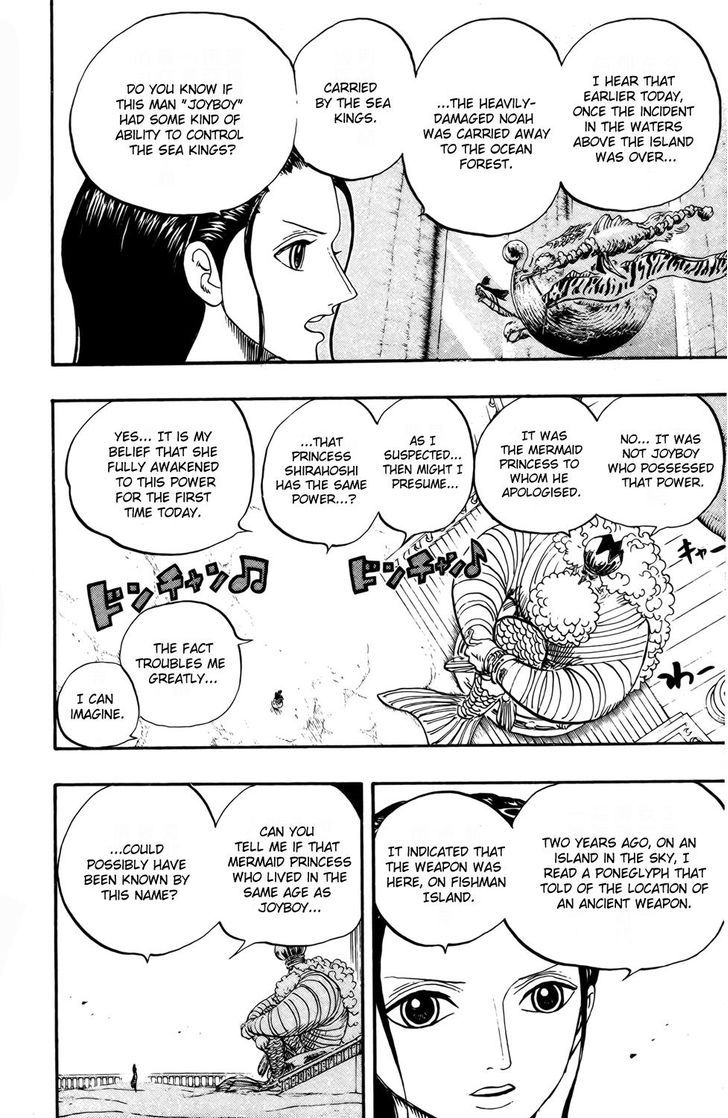 I HEAR THAT
EARLIER TODAY,
ONCE THE INCIDENT
IN THE WATERS
ABOVE THE ISLAND
WAS OVER...
...THE HEAVILY-
DAMAGED NOAH
WAS CARRIED AWAY
TO THE OCEAN
FOREST.
CARRIED
BY THE SEA
KINGS.
DO YOU KNOW IF
THIS MAN "JOYBOY"
HAD SOME KIND OF
ABILITY TO CONTROL
THE SEA KINGS?
NO... IT WAS
NOT JOYBOY
WHO POSSESSED
THAT POWER.
IT WAS
THE MERMAID
PRINCESS TO
WHOM HE
APOLOGISED.
AS I
SUSPECTED...
THEN MIGHT I
PRESUME...
...THAT
PRINCESS
SHIRAHOSHI
HAS THE SAME
POWER...?
YES... IT IS MY
BELIEF THAT SHE
FULLY AWAKENED
TO THIS POWER
FOR THE FIRST
TIME TODAY.
キャー
ドンチャン♪
ドンチャン♫
わー
THE FACT
TROUBLES ME
GREATLY...
I CAN
IMAGINE.
TWO YEARS AGO, ON AN
ISLAND IN THE SKY, I
READ A PONEGLYPH THAT
TOLD OF THE LOCATION
OF AN ANCIENT
WEAPON.
IT INDICATED THAT
THE WEAPON WAS
HERE, ON FISHMAN
ISLAND.
CAN YOU
TELL ME IF THAT
MERMAID PRINCESS
WHO LIVED IN THE
SAME AGE AS
JOYBOY...
...COULD
POSSIBLY HAVE
BEEN KNOWN BY
THIS NAME?